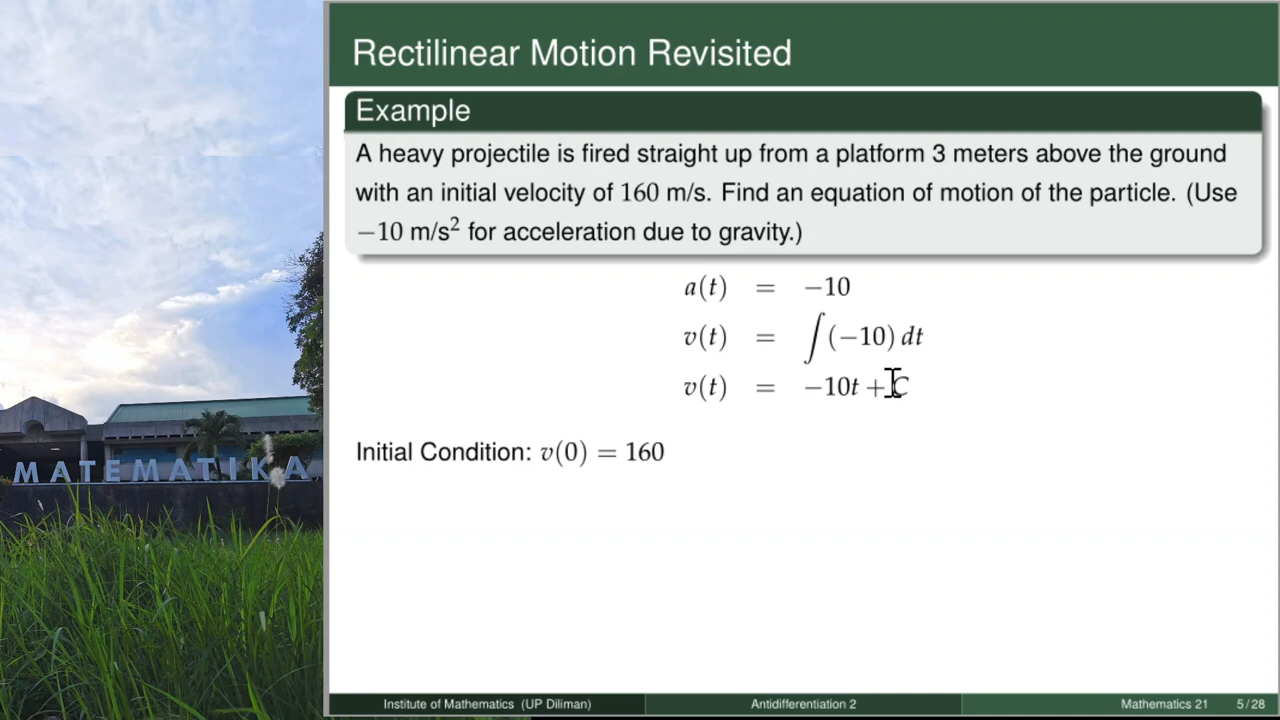 Rectilinear Motion Revisited
Example
A heavy projectile is fired straight up from a platform 3 meters above the ground
with an initial velocity of 160 m/s. Find an equation of motion of the particle. (Use
−10 m/s² for acceleration due to gravity.)
a(t) = −10
v(t) = ∫(−10) dt
v(t) = −10t + C
Initial Condition: v(0) = 160
MATEMATIKA
Institute of Mathematics (UP Diliman) Antidifferentiation 2 Mathematics 21 5 / 28